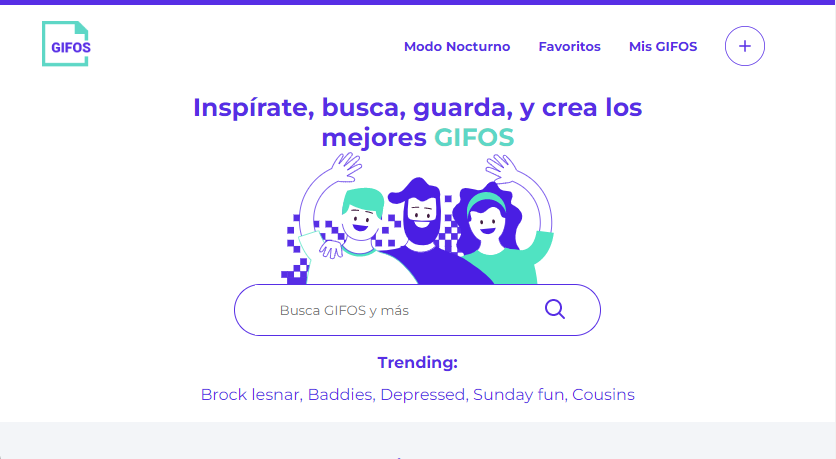 GIFOS
Modo Nocturno
Favoritos
Mis GIFOS
Inspírate, busca, guarda, y crea los
mejores GIFOS
Busca GIFOS y más
Trending:
Brock lesnar, Baddies, Depressed, Sunday fun, Cousins